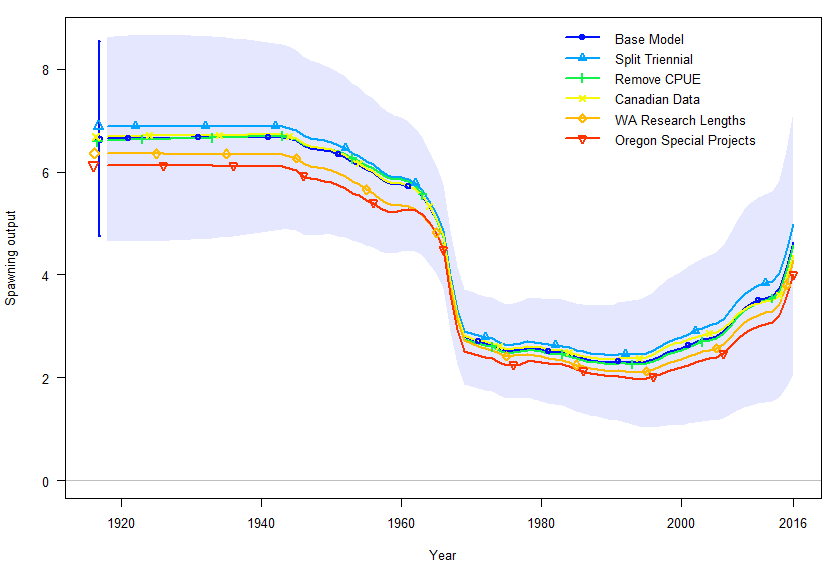 Base Model
Split Triennial
Remove CPUE
Canadian Data
WA Research Lengths
Oregon Special Projects
8
6
4
2
0
Spawning output
1920 1940 1960 1980 2000 2016
Year